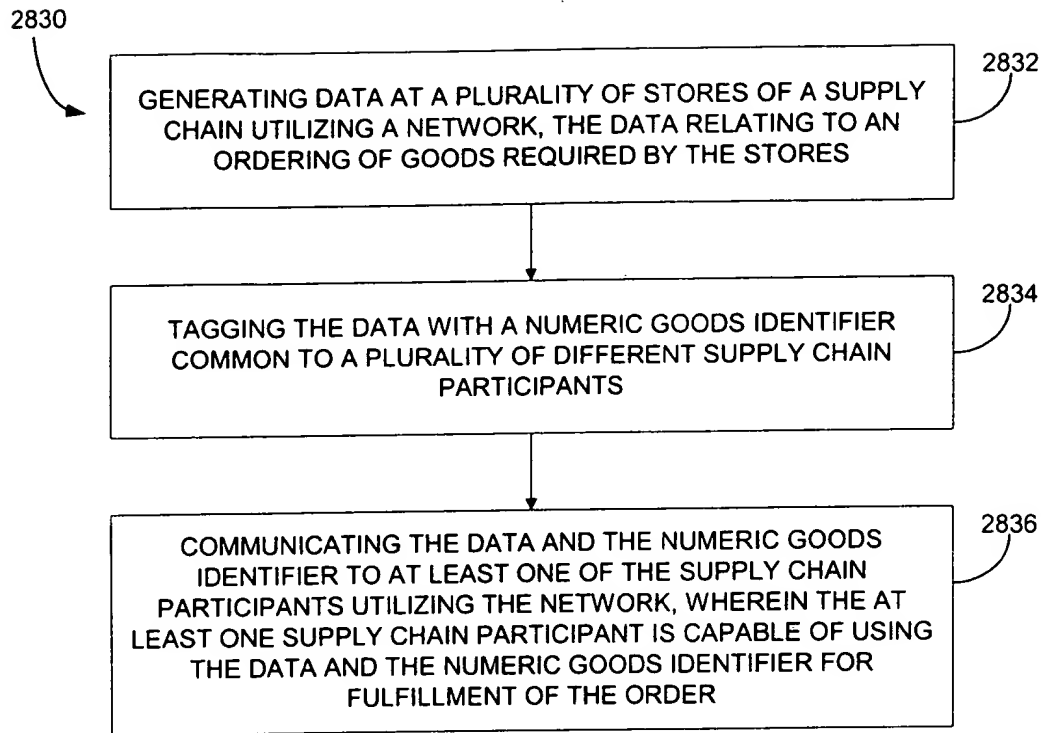 2830
2832
GENERATING DATA AT A PLURALITY OF STORES OF A SUPPLY
CHAIN UTILIZING A NETWORK, THE DATA RELATING TO AN
ORDERING OF GOODS REQUIRED BY THE STORES
2834
TAGGING THE DATA WITH A NUMERIC GOODS IDENTIFIER
COMMON TO A PLURALITY OF DIFFERENT SUPPLY CHAIN
PARTICIPANTS
2836
COMMUNICATING THE DATA AND THE NUMERIC GOODS
IDENTIFIER TO AT LEAST ONE OF THE SUPPLY CHAIN
PARTICIPANTS UTILIZING THE NETWORK, WHEREIN THE AT
LEAST ONE SUPPLY CHAIN PARTICIPANT IS CAPABLE OF USING
THE DATA AND THE NUMERIC GOODS IDENTIFIER FOR
FULFILLMENT OF THE ORDER